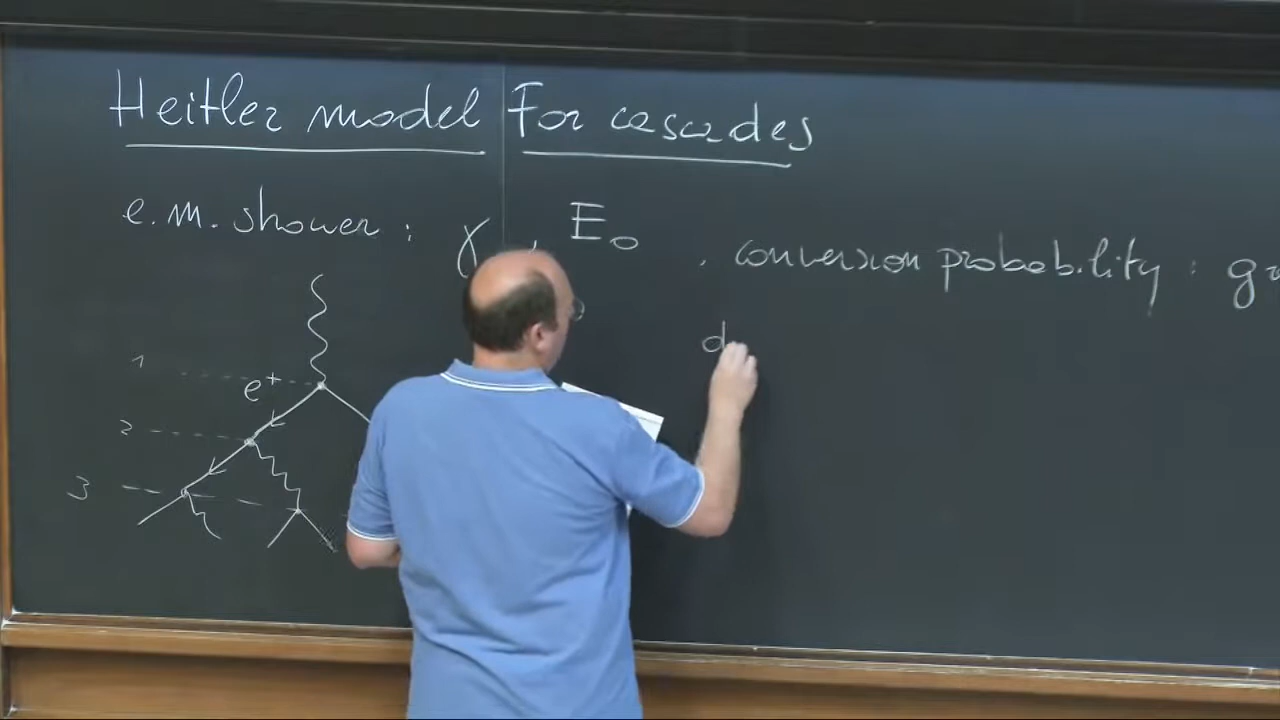 Heitler model For cascades
e.m. shower : γ , E₀
. conversion probability :
d
1
e⁺
2
3